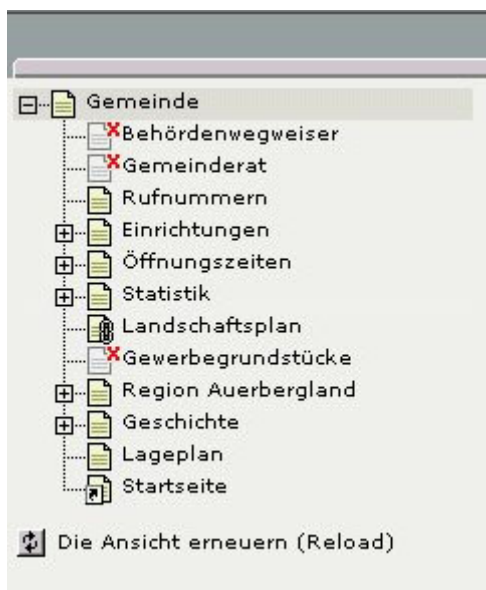 Gemeinde
Behördenwegweiser
Gemeinderat
Rufnummern
Einrichtungen
Öffnungszeiten
Statistik
Landschaftsplan
Gewerbegrundstücke
Region Auerbergland
Geschichte
Lageplan
Startseite
Die Ansicht erneuern (Reload)